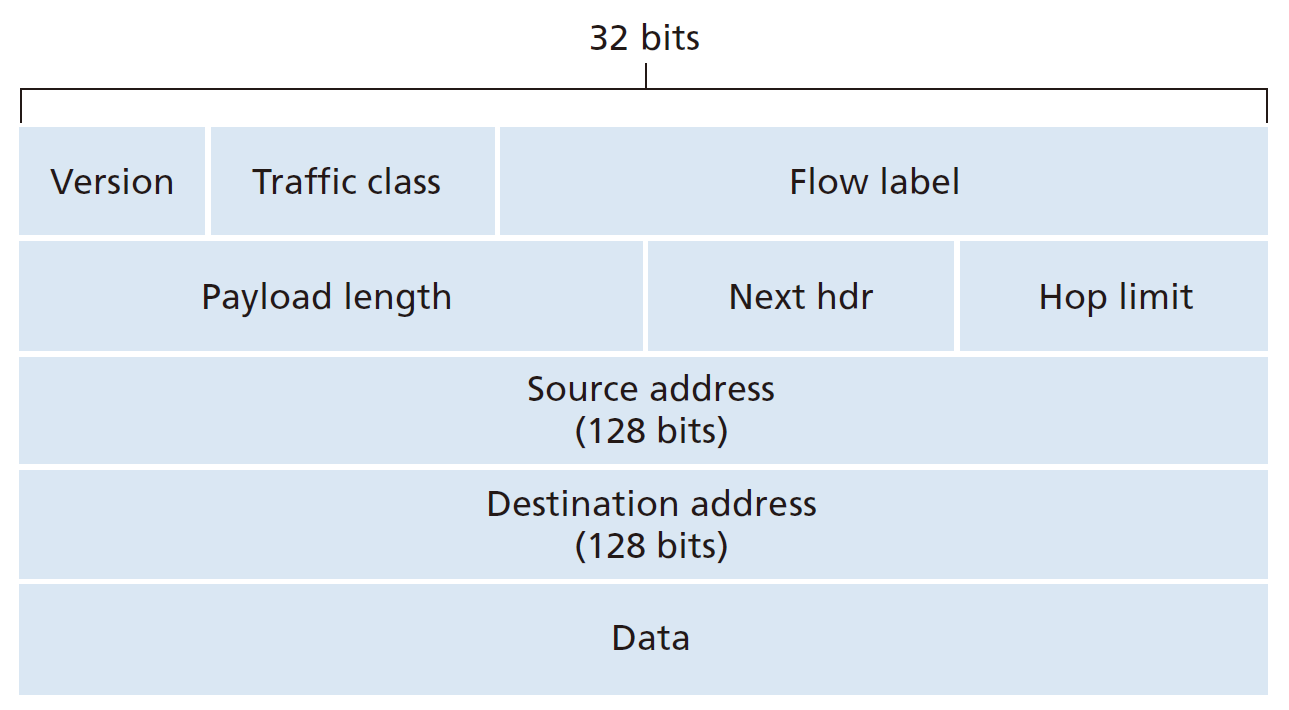 32 bits
Version Traffic class Flow label
Payload length Next hdr Hop limit
Source address
(128 bits)
Destination address
(128 bits)
Data